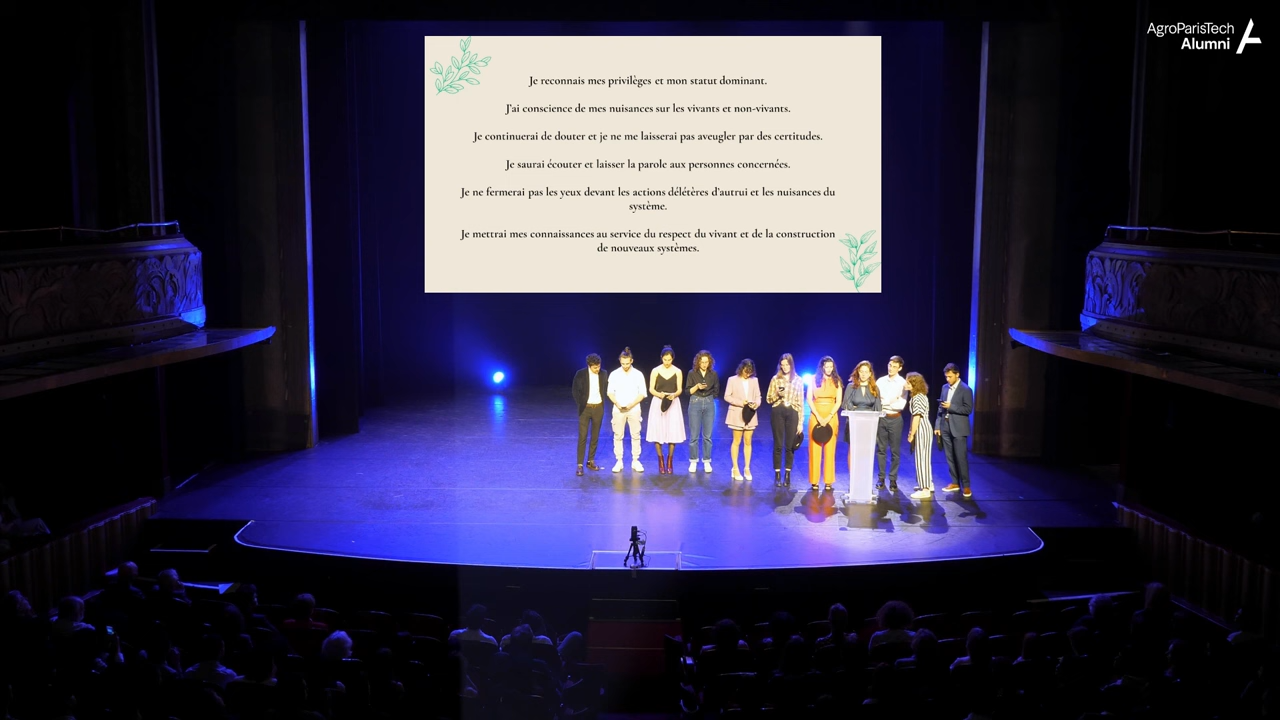 AgroParisTech
Alumni
Je reconnais mes privilèges et mon statut dominant.
J'ai conscience de mes nuisances sur les vivants et non-vivants.
Je continuerai de douter et je ne me laisserai pas aveugler par des certitudes.
Je saurai écouter et laisser la parole aux personnes concernées.
Je ne fermerai pas les yeux devant les actions délétères d'autrui et les nuisances du
système.
Je mettrai mes connaissances au service du respect du vivant et de la construction
de nouveaux systèmes.